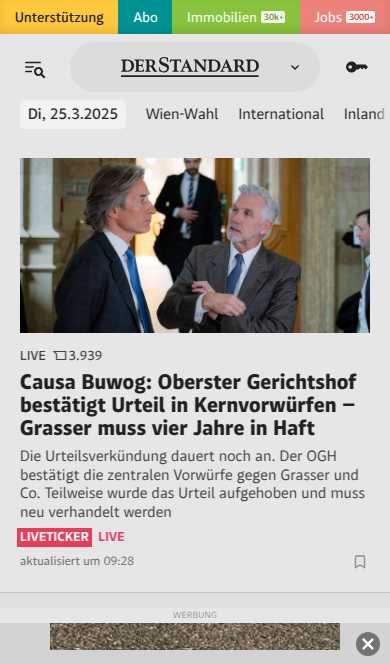 Unterstützung Abo Immobilien 30k+ Jobs 3000+
DERSTANDARD
Di, 25.3.2025 Wien-Wahl International Inland
LIVE 3.939
Causa Buwog: Oberster Gerichtshof
bestätigt Urteil in Kernvorwürfen –
Grasser muss vier Jahre in Haft
Die Urteilsverkündung dauert noch an. Der OGH
bestätigt die zentralen Vorwürfe gegen Grasser und
Co. Teilweise wurde das Urteil aufgehoben und muss
neu verhandelt werden
LIVETICKER LIVE
aktualisiert um 09:28
WERBUNG